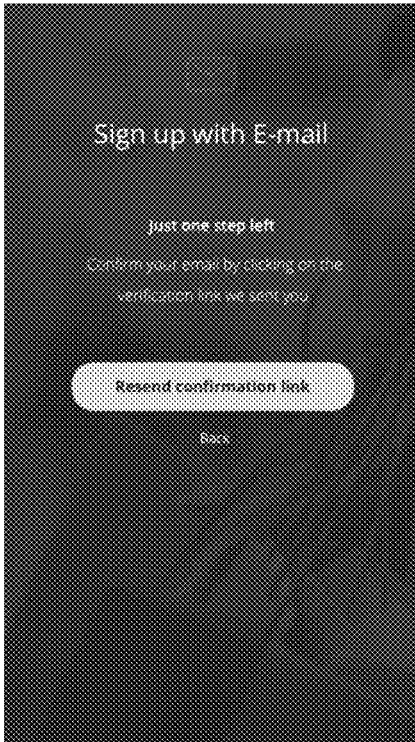 Sign up with E-mail
Just one step left
Confirm your email by clicking on the
verification link we sent you
Resend confirmation link
Back